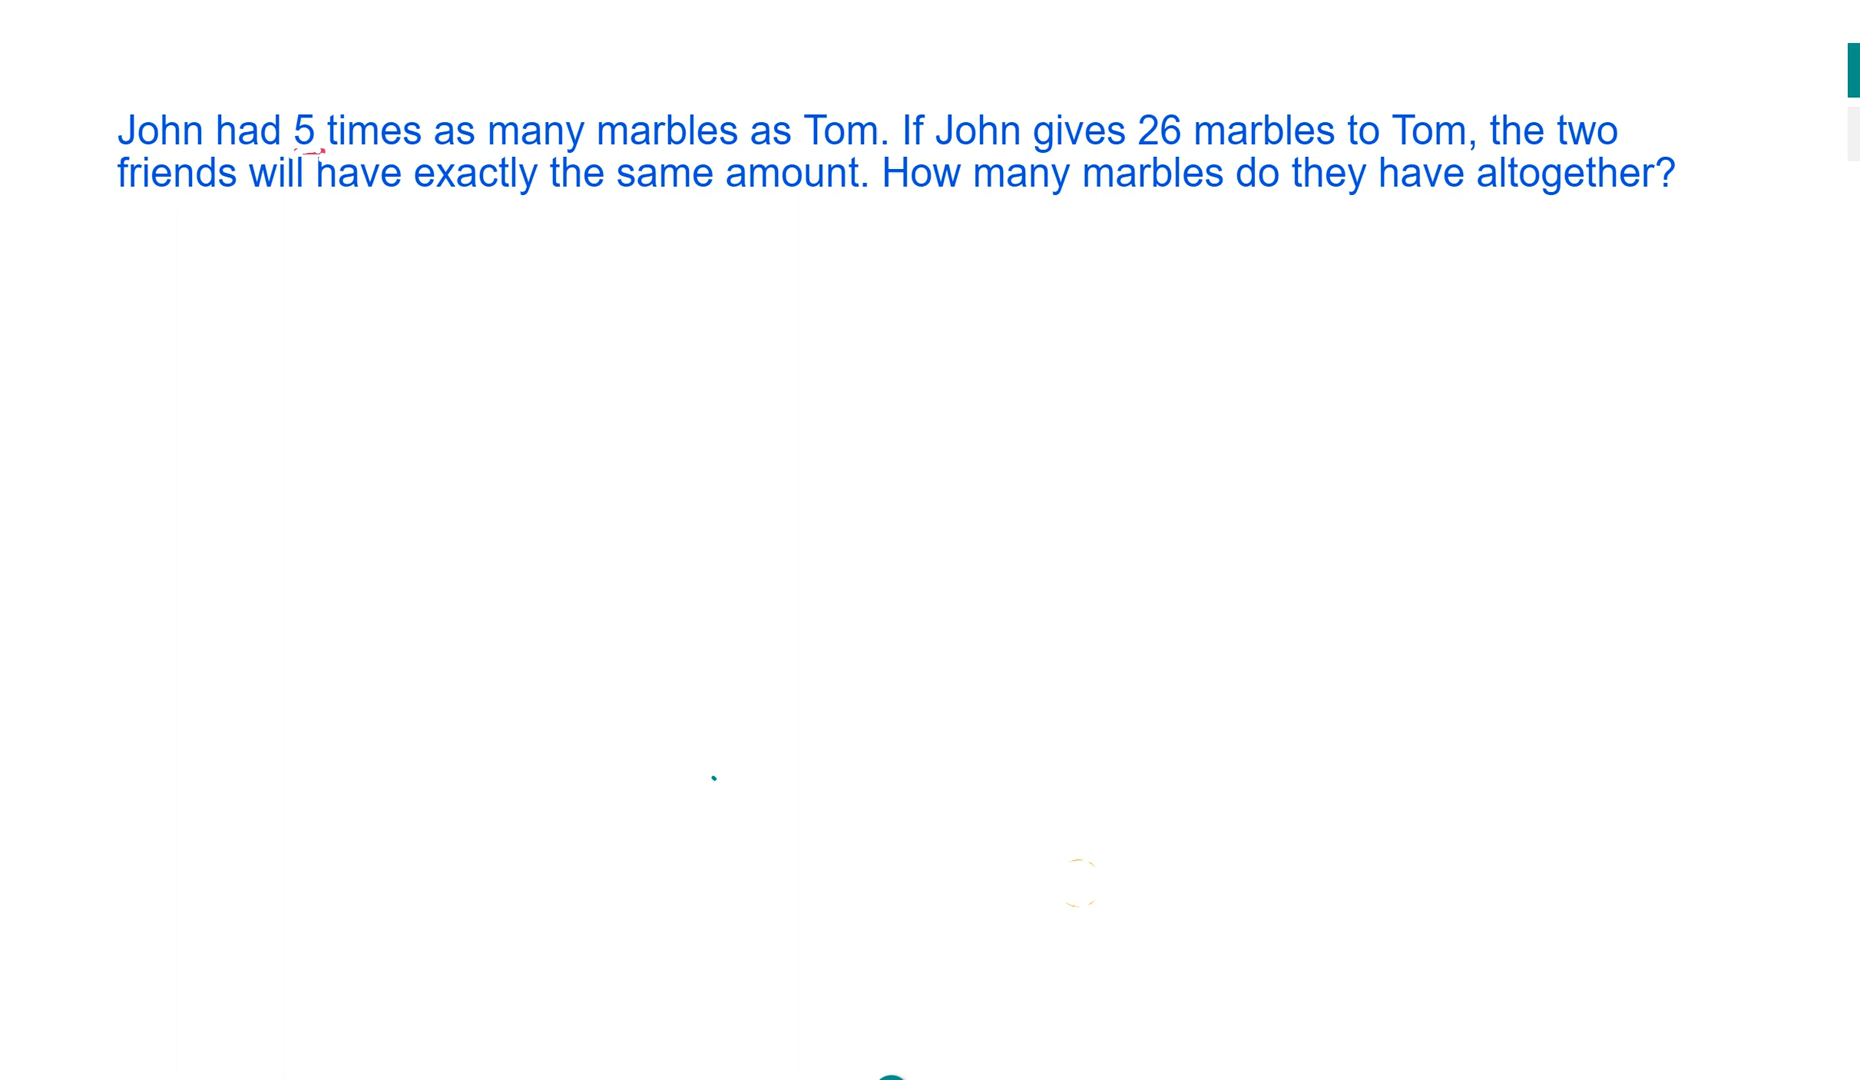 John had 5 times as many marbles as Tom. If John gives 26 marbles to Tom, the two
friends will have exactly the same amount. How many marbles do they have altogether?